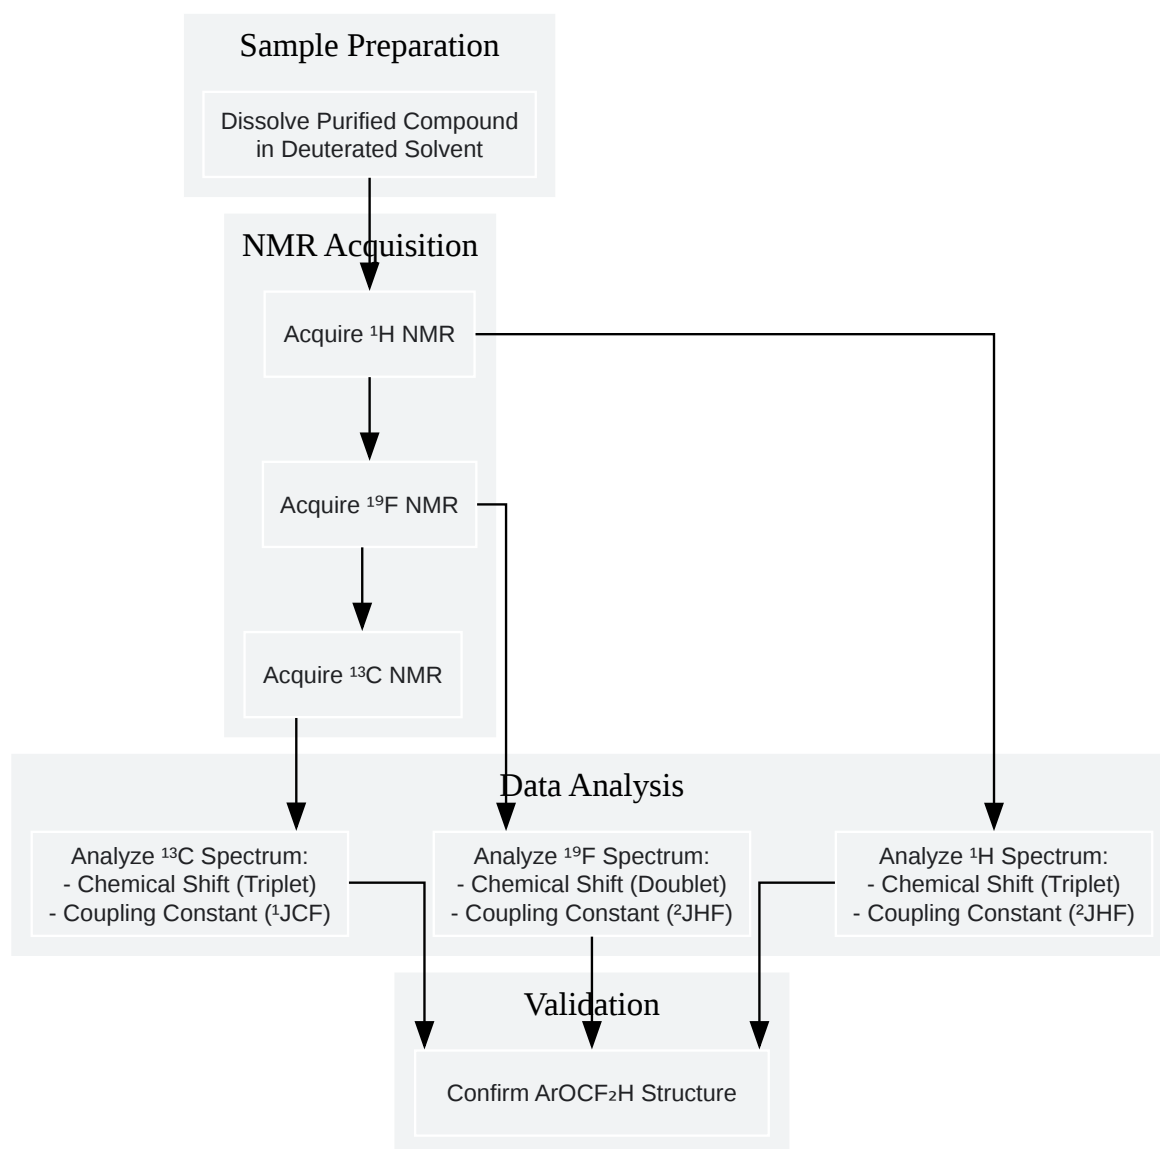 Sample Preparation
Dissolve Purified Compound
in Deuterated Solvent
NMR Acquisition
Acquire ¹H NMR
Acquire ¹⁹F NMR
Acquire ¹³C NMR
Data Analysis
Analyze ¹³C Spectrum:
- Chemical Shift (Triplet)
- Coupling Constant (¹JCF)
Analyze ¹⁹F Spectrum:
- Chemical Shift (Doublet)
- Coupling Constant (²JHF)
Analyze ¹H Spectrum:
- Chemical Shift (Triplet)
- Coupling Constant (²JHF)
Validation
Confirm ArOCF₂H Structure